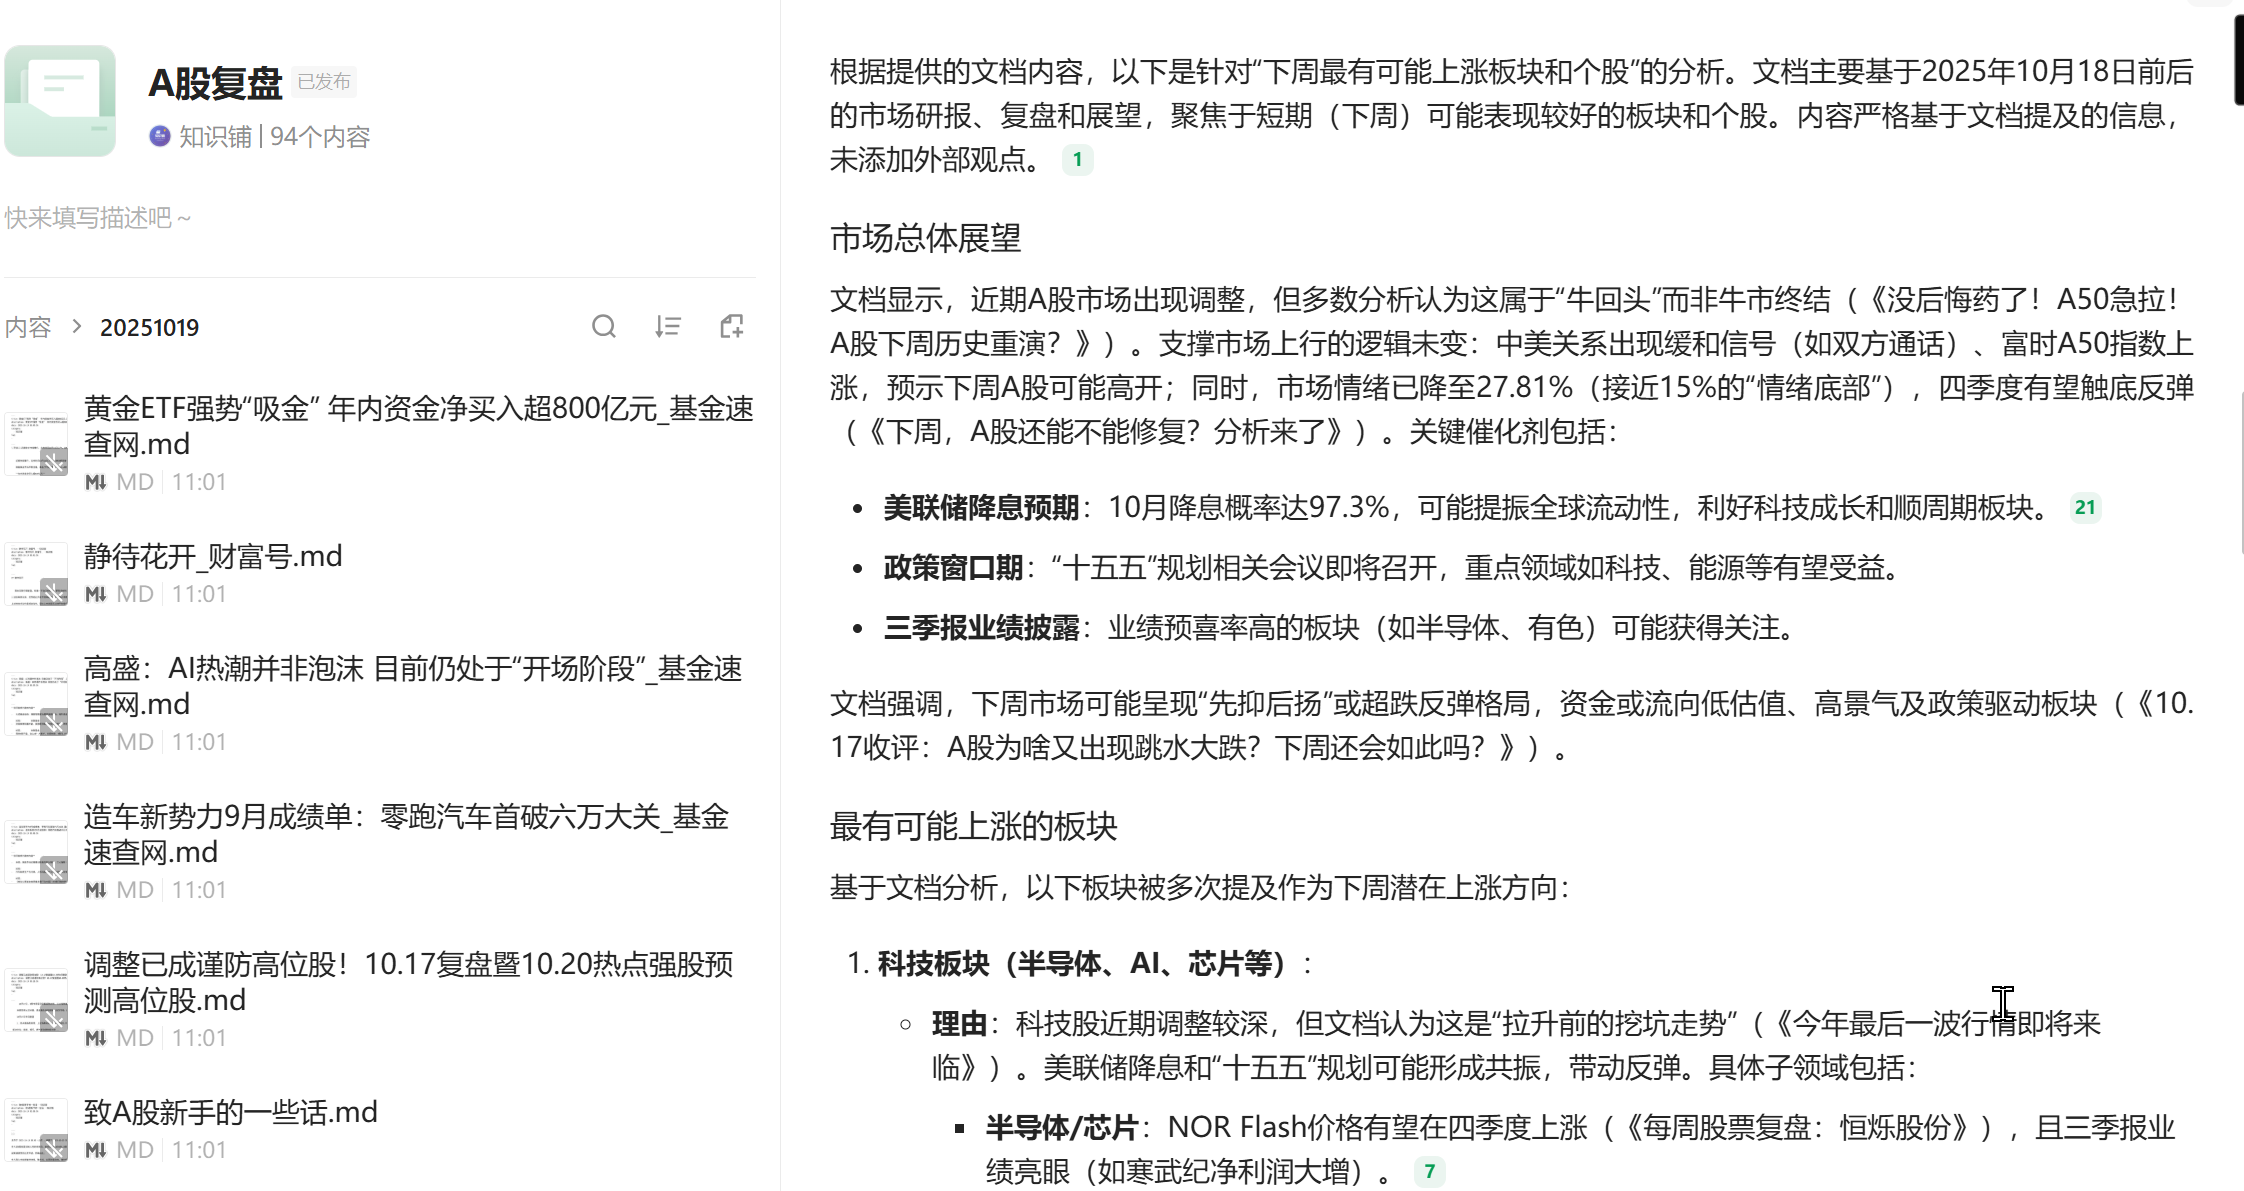 A股复盘 已发布
知识铺 | 94个内容
快来填写描述吧 ~
内容 > 20251019
黄金ETF强势“吸金” 年内资金净买入超800亿元_基金速
查网.md
MD 11:01
静待花开_财富号.md
MD 11:01
高盛：AI热潮并非泡沫 目前仍处于“开场阶段”_基金速
查网.md
MD 11:01
造车新势力9月成绩单：零跑汽车首破六万大关_基金
速查网.md
MD 11:01
调整已成谨防高位股！10.17复盘暨10.20热点强股预
测高位股.md
MD 11:01
致A股新手的一些话.md
MD 11:01
根据提供的文档内容，以下是针对“下周最有可能上涨板块和个股”的分析。文档主要基于2025年10月18日前后
的市场研报、复盘和展望，聚焦于短期（下周）可能表现较好的板块和个股。内容严格基于文档提及的信息，
未添加外部观点。 1
市场总体展望
文档显示，近期A股市场出现调整，但多数分析认为这属于“牛回头”而非牛市终结（《没后悔药了！A50急拉！
A股下周历史重演？》）。支撑市场上行的逻辑未变：中美关系出现缓和信号（如双方通话）、富时A50指数上
涨，预示下周A股可能高开；同时，市场情绪已降至27.81%（接近15%的“情绪底部”），四季度有望触底反弹
（《下周，A股还能不能修复？分析来了》）。关键催化剂包括：
• 美联储降息预期：10月降息概率达97.3%，可能提振全球流动性，利好科技成长和顺周期板块。 21
• 政策窗口期：“十五五”规划相关会议即将召开，重点领域如科技、能源等有望受益。
• 三季报业绩披露：业绩预喜率高的板块（如半导体、有色）可能获得关注。
文档强调，下周市场可能呈现“先抑后扬”或超跌反弹格局，资金或流向低估值、高景气及政策驱动板块（《10.
17收评：A股为啥又出现跳水大跌？下周还会如此吗？》）。
最有可能上涨的板块
基于文档分析，以下板块被多次提及作为下周潜在上涨方向：
1. 科技板块（半导体、AI、芯片等）：
○ 理由：科技股近期调整较深，但文档认为这是“拉升前的挖坑走势”（《今年最后一波行情即将来
临》）。美联储降息和“十五五”规划可能形成共振，带动反弹。具体子领域包括：
▪ 半导体/芯片：NOR Flash价格有望在四季度上涨（《每周股票复盘：恒烁股份》），且三季报业
绩亮眼（如寒武纪净利润大增）。 7